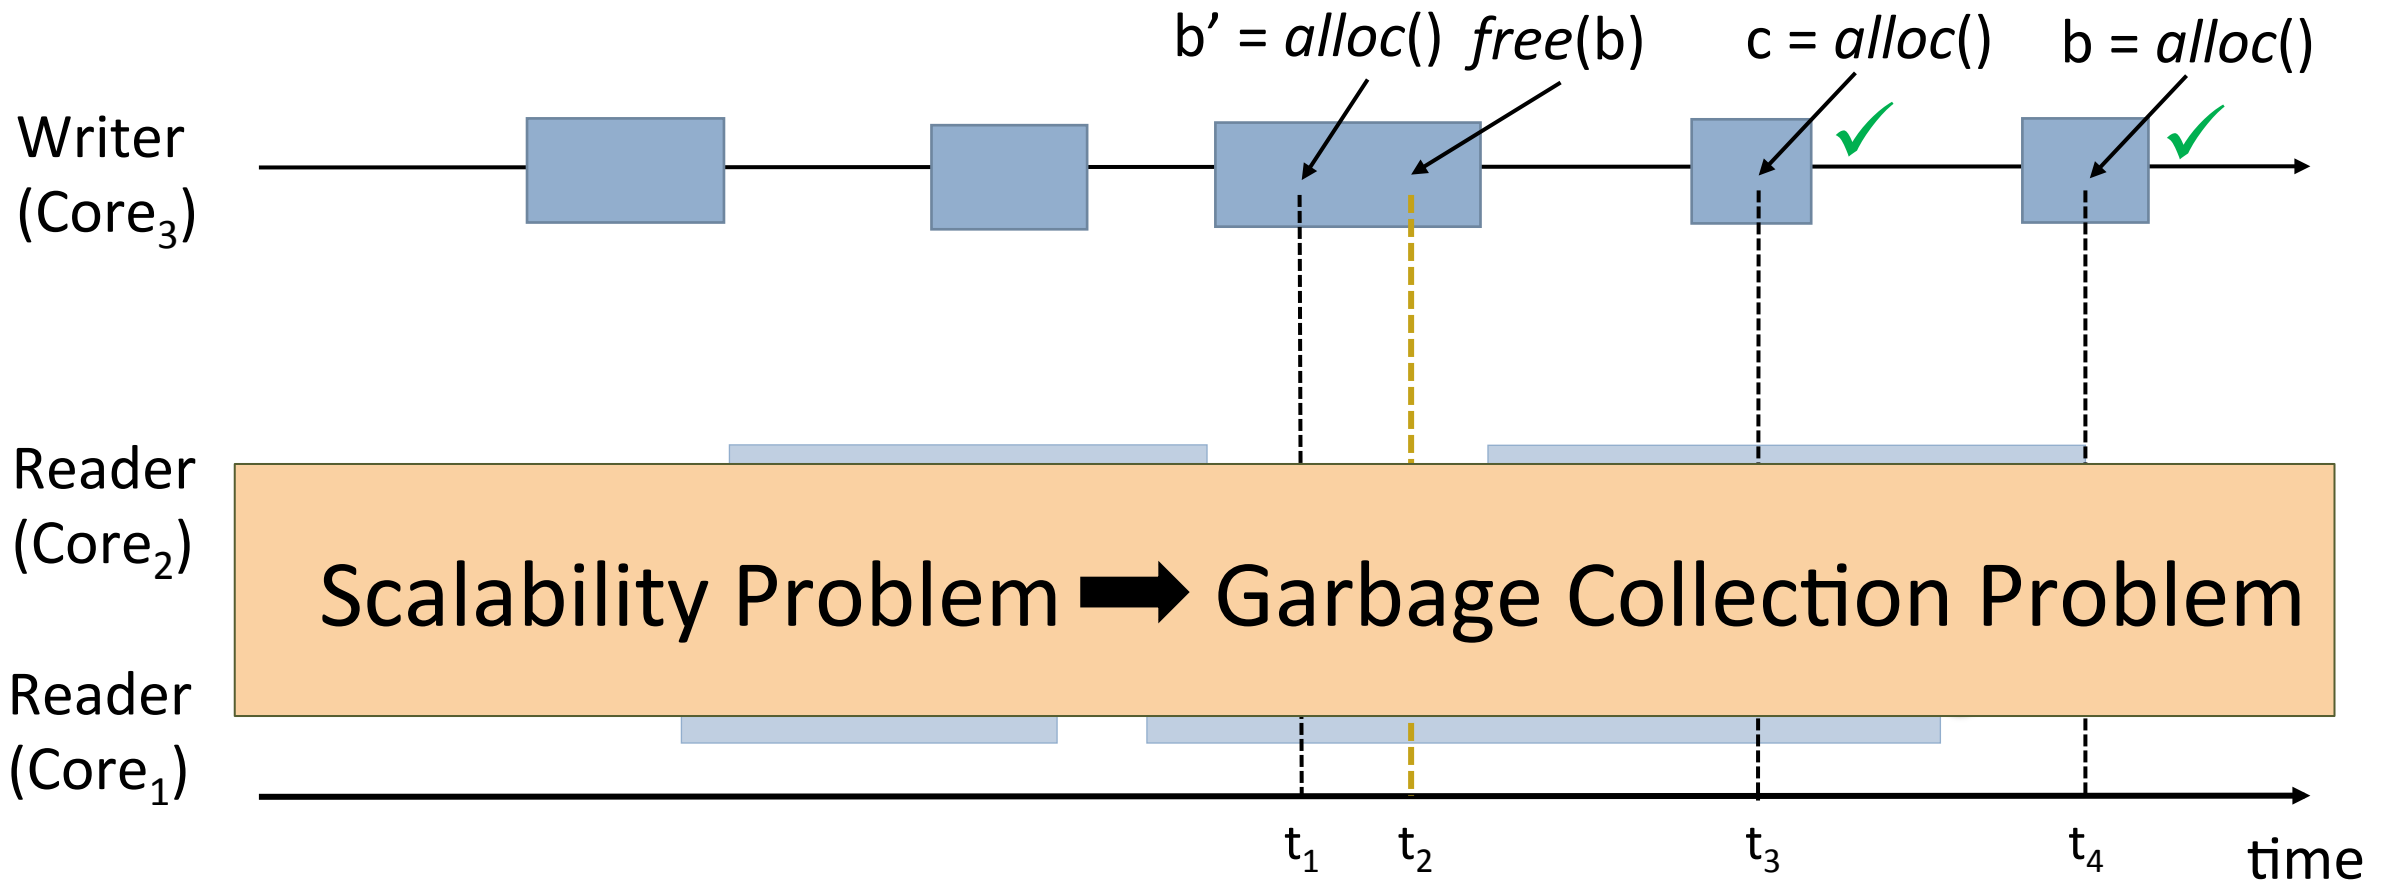 b’ = alloc() free(b) c = alloc() b = alloc()
Writer
(Core₃)
Reader
(Core₂)
Scalability Problem ➡ Garbage Collection Problem
Reader
(Core₁)
t₁ t₂ t₃ t₄ time